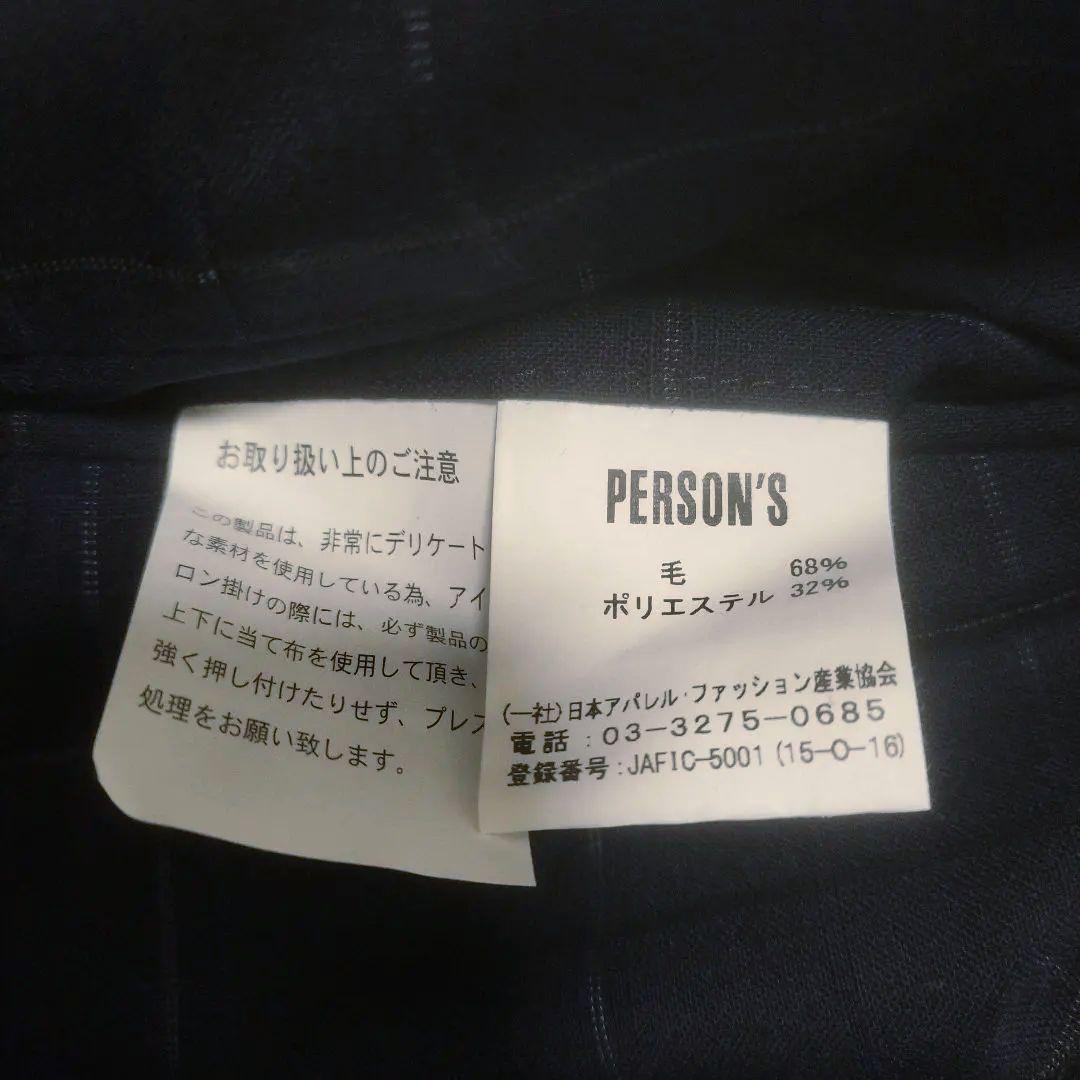 お取り扱い上のご注意
この製品は、非常にデリケート
な素材を使用している為、アイ
ロン掛けの際には、必ず製品の
上下に当て布を使用して頂き、
強く押し付けたりせず、プレス
処理をお願い致します。
PERSON'S
毛 68%
ポリエステル 32%
(一社)日本アパレル・ファッション産業協会
電話:03-3275-0685
登録番号:JAFIC-5001 (15-0-16)